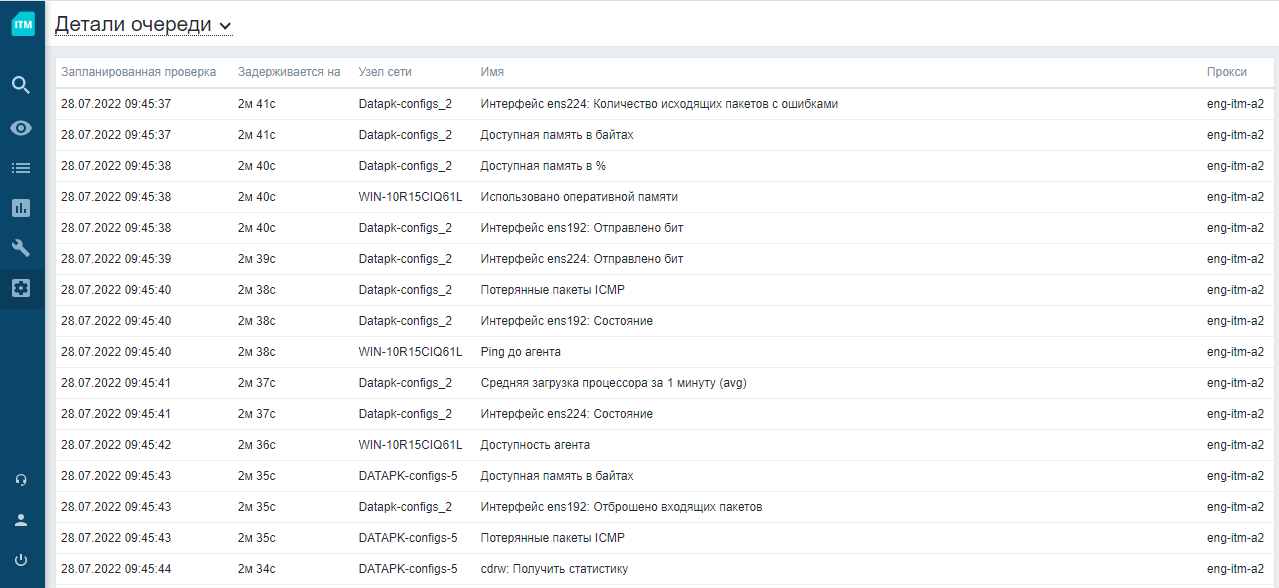 ITM
Детали очереди
Запланированная проверка Задерживается на Узел сети Имя Прокси
28.07.2022 09:45:37 2м 41с Datapk-configs_2 Интерфейс ens224: Количество исходящих пакетов с ошибками eng-itm-a2
28.07.2022 09:45:37 2м 41с Datapk-configs_2 Доступная память в байтах eng-itm-a2
28.07.2022 09:45:38 2м 40с Datapk-configs_2 Доступная память в % eng-itm-a2
28.07.2022 09:45:38 2м 40с WIN-10R15CIQ61L Использовано оперативной памяти eng-itm-a2
28.07.2022 09:45:38 2м 40с Datapk-configs_2 Интерфейс ens192: Отправлено бит eng-itm-a2
28.07.2022 09:45:39 2м 39с Datapk-configs_2 Интерфейс ens224: Отправлено бит eng-itm-a2
28.07.2022 09:45:40 2м 38с Datapk-configs_2 Потерянные пакеты ICMP eng-itm-a2
28.07.2022 09:45:40 2м 38с Datapk-configs_2 Интерфейс ens192: Состояние eng-itm-a2
28.07.2022 09:45:40 2м 38с WIN-10R15CIQ61L Ping до агента eng-itm-a2
28.07.2022 09:45:41 2м 37с Datapk-configs_2 Средняя загрузка процессора за 1 минуту (avg) eng-itm-a2
28.07.2022 09:45:41 2м 37с Datapk-configs_2 Интерфейс ens224: Состояние eng-itm-a2
28.07.2022 09:45:42 2м 36с WIN-10R15CIQ61L Доступность агента eng-itm-a2
28.07.2022 09:45:43 2м 35с DATAPK-configs-5 Доступная память в байтах eng-itm-a2
28.07.2022 09:45:43 2м 35с Datapk-configs_2 Интерфейс ens192: Отброшено входящих пакетов eng-itm-a2
28.07.2022 09:45:43 2м 35с DATAPK-configs-5 Потерянные пакеты ICMP eng-itm-a2
28.07.2022 09:45:44 2м 34с DATAPK-configs-5 cdrw: Получить статистику eng-itm-a2